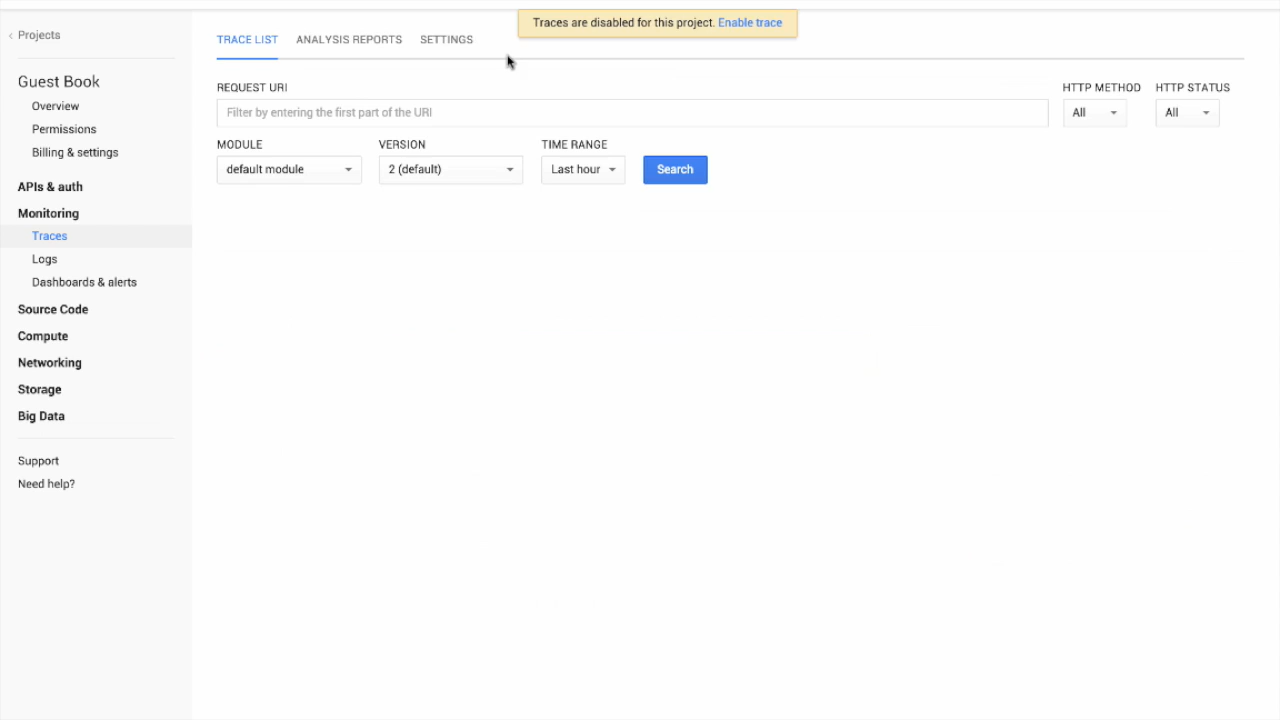 Traces are disabled for this project. Enable trace
Projects
TRACE LIST ANALYSIS REPORTS SETTINGS
Guest Book
Overview
Permissions
Billing & settings
APIs & auth
Monitoring
Traces
Logs
Dashboards & alerts
Source Code
Compute
Networking
Storage
Big Data
Support
Need help?
REQUEST URI HTTP METHOD HTTP STATUS
Filter by entering the first part of the URI All All
MODULE VERSION TIME RANGE
default module 2 (default) Last hour Search